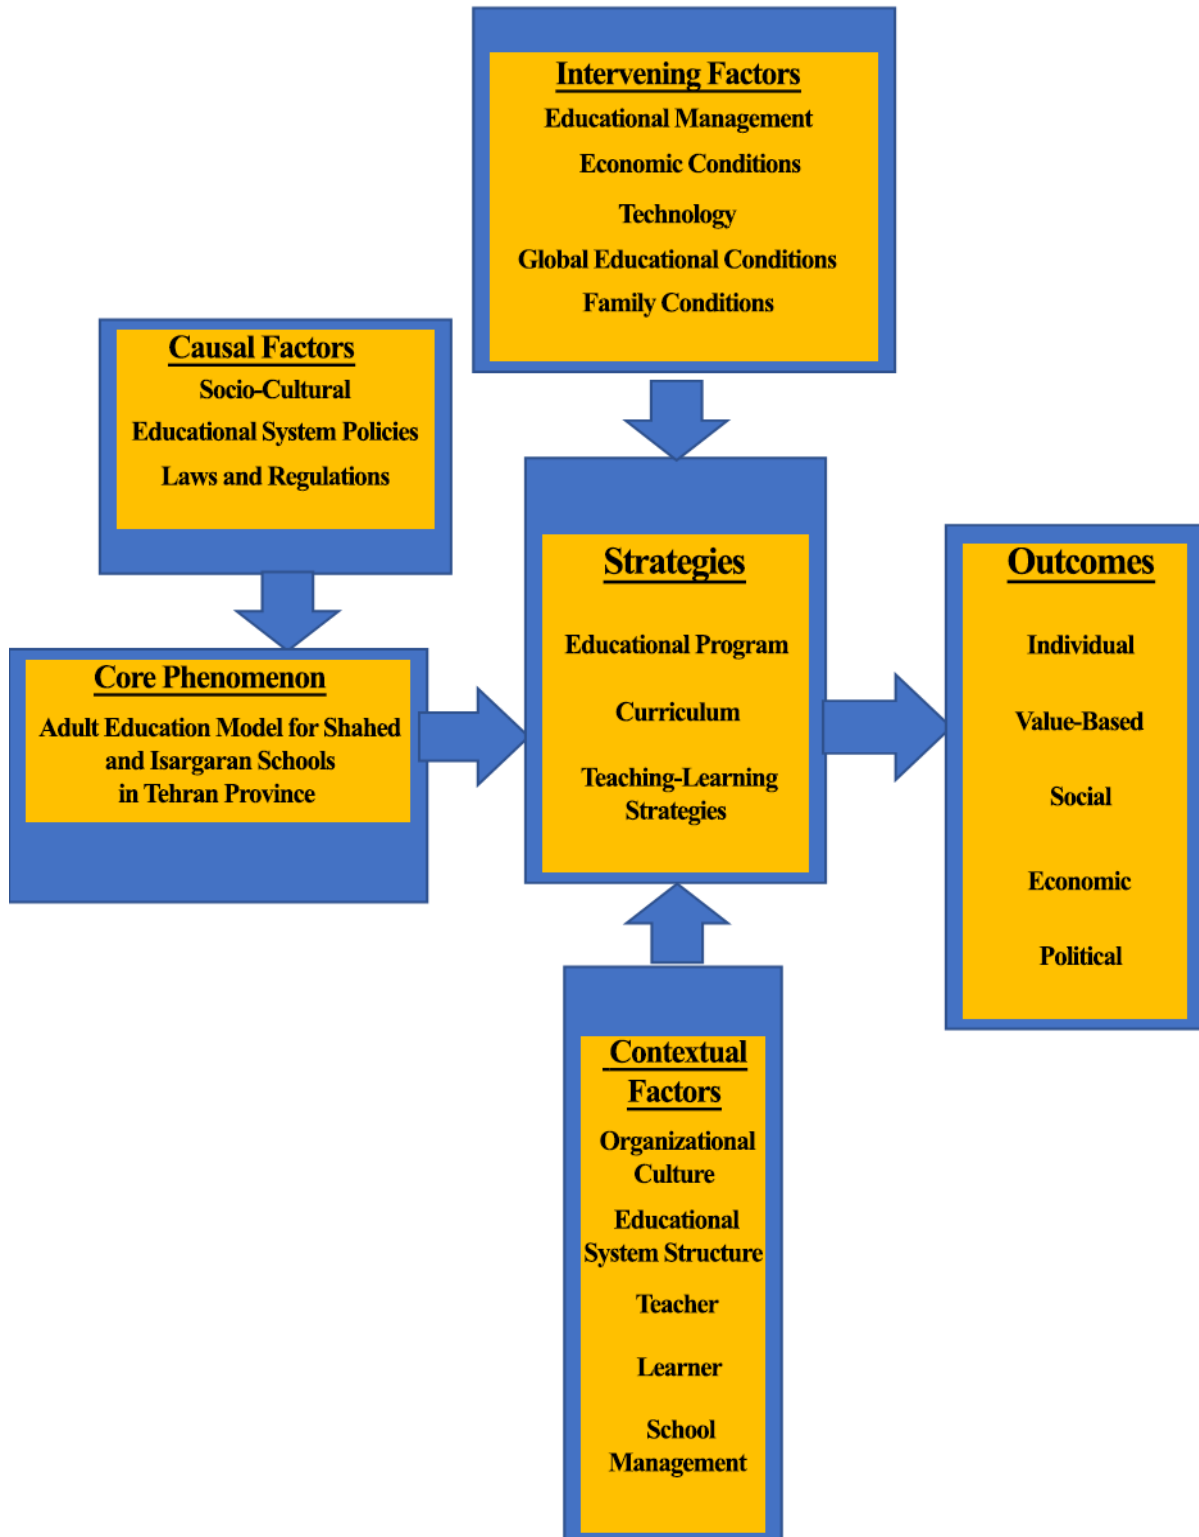 Intervening Factors
Educational Management
Economic Conditions
Technology
Global Educational Conditions
Family Conditions
Causal Factors
Socio-Cultural
Educational System Policies
Laws and Regulations
Core Phenomenon
Adult Education Model for Shahed
and Isargaran Schools
in Tehran Province
Strategies
Educational Program
Curriculum
Teaching-Learning
Strategies
Outcomes
Individual
Value-Based
Social
Economic
Political
Contextual
Factors
Organizational
Culture
Educational
System Structure
Teacher
Learner
School
Management